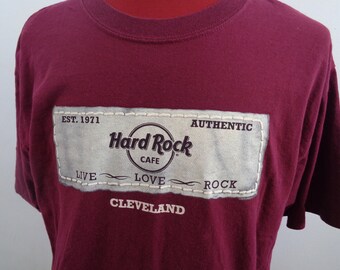 EST. 1971 AUTHENTIC
Hard Rock
CAFE
LIVE LOVE ROCK
CLEVELAND